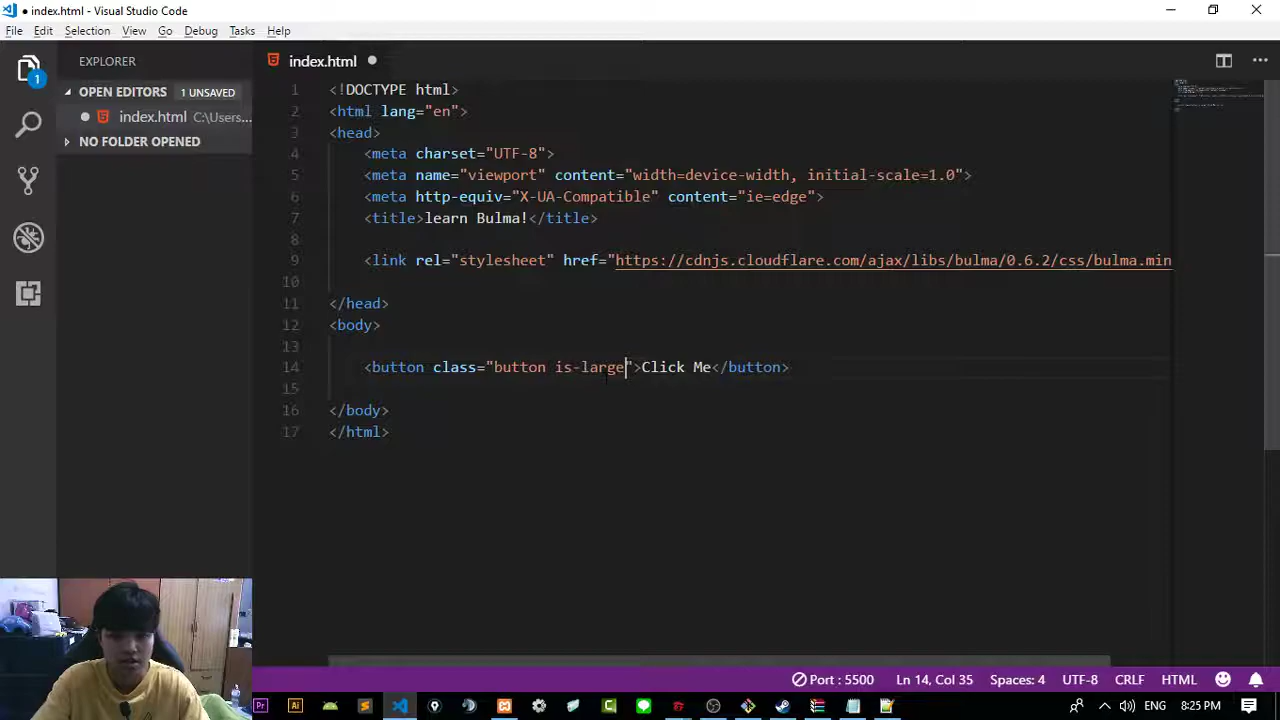 ● index.html - Visual Studio Code
File Edit Selection View Go Debug Tasks Help
EXPLORER
index.html
OPEN EDITORS 1 UNSAVED
index.html C:\Users...
NO FOLDER OPENED
1
1 <!DOCTYPE html>
2 <html lang="en">
3 <head>
4 <meta charset="UTF-8">
5 <meta name="viewport" content="width=device-width, initial-scale=1.0">
6 <meta http-equiv="X-UA-Compatible" content="ie=edge">
7 <title>learn Bulma!</title>
8
9 <link rel="stylesheet" href="https://cdnjs.cloudflare.com/ajax/libs/bulma/0.6.2/css/bulma.min
10
11 </head>
12 <body>
13
14 <button class="button is-large">Click Me</button>
15
16 </body>
17 </html>
Port : 5500 Ln 14, Col 35 Spaces: 4 UTF-8 CRLF HTML
Pr Ai ENG 8:25 PM